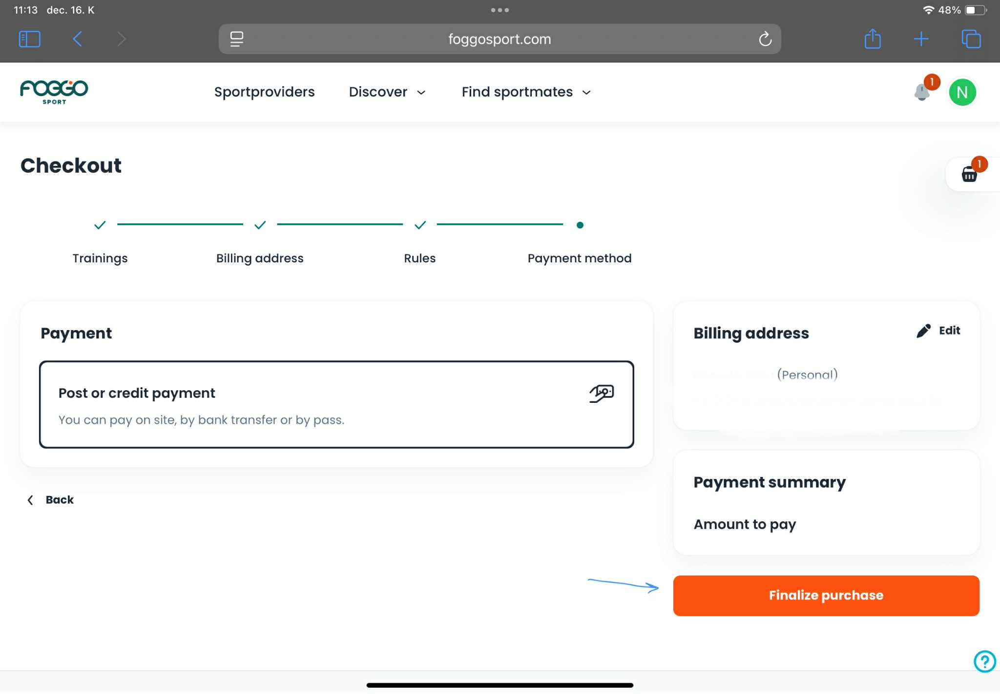 11:13 dec. 16. K
48%
foggosport.com
FOGGO
SPORT
Sportproviders
Discover
Find sportmates
1
N
Checkout
1
Trainings
Billing address
Rules
Payment method
Payment
Post or credit payment
You can pay on site, by bank transfer or by pass.
Back
Billing address
Edit
(Personal)
Payment summary
Amount to pay
Finalize purchase
?